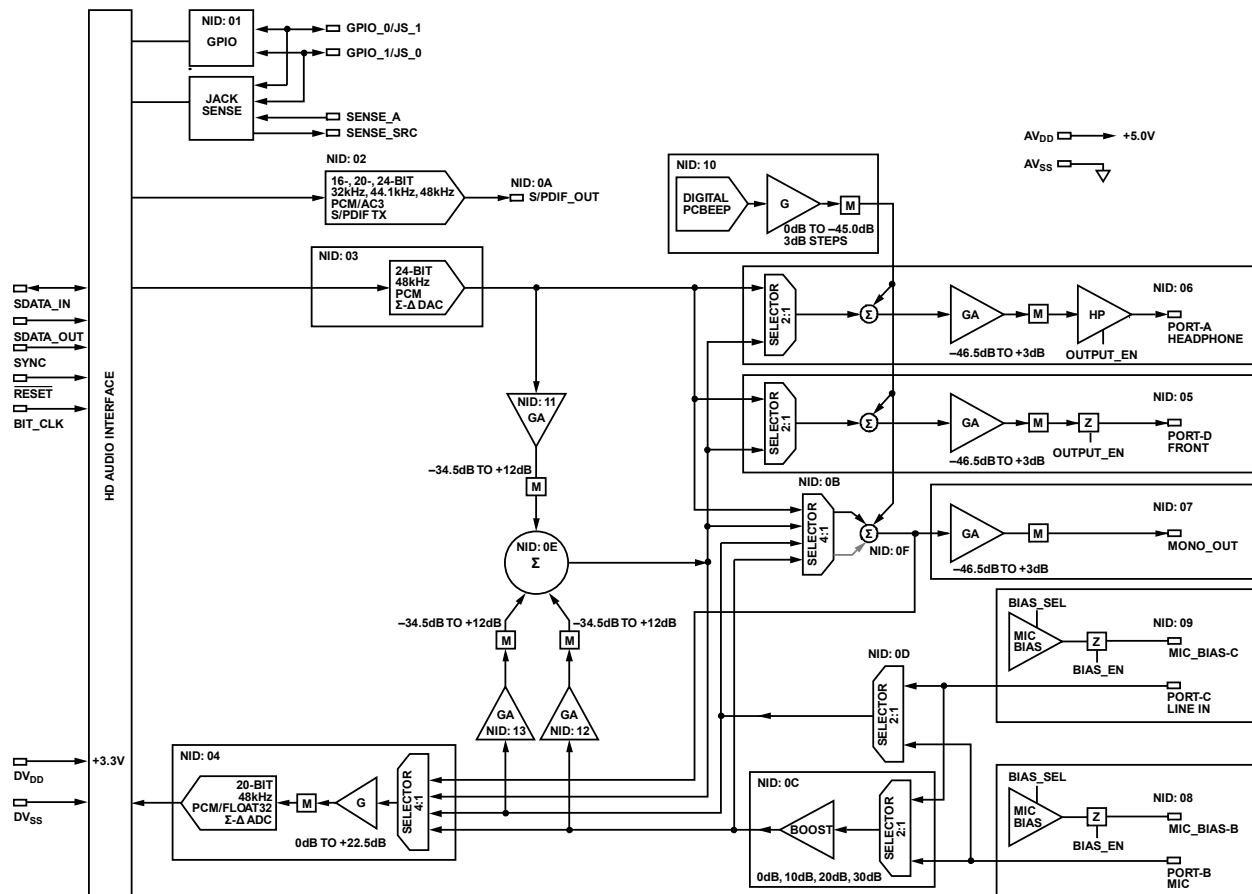 NID: 01
GPIO
GPIO_0/JS_1
GPIO_1/JS_0
JACK
SENSE
SENSE_A
SENSE_SRC
NID: 02
16-, 20-, 24-BIT
32kHz, 44.1kHz, 48kHz
PCM/AC3
S/PDIF TX
NID: 0A
S/PDIF_OUT
AVDD
+5.0V
AVSS
NID: 10
DIGITAL
PCBEEP
G
M
0dB TO –45.0dB
3dB STEPS
NID: 03
24-BIT
48kHz
PCM
Σ-Δ DAC
SDATA_IN
SDATA_OUT
SYNC
RESET
BIT_CLK
HD AUDIO INTERFACE
SELECTOR
2:1
Σ
GA
M
HP
–46.5dB TO +3dB
OUTPUT_EN
NID: 06
PORT-A
HEADPHONE
SELECTOR
2:1
Σ
GA
M
Z
–46.5dB TO +3dB
OUTPUT_EN
NID: 05
PORT-D
FRONT
NID: 11
GA
–34.5dB TO +12dB
M
NID: 0E
Σ
NID: 0B
SELECTOR
4:1
Σ
NID: 0F
GA
M
–46.5dB TO +3dB
NID: 07
MONO_OUT
–34.5dB TO +12dB
M
GA
NID: 13
–34.5dB TO +12dB
M
GA
NID: 12
BIAS_SEL
MIC
BIAS
Z
BIAS_EN
NID: 09
MIC_BIAS-C
PORT-C
LINE IN
NID: 0D
SELECTOR
2:1
DVDD
+3.3V
DVSS
NID: 04
20-BIT
48kHz
PCM/FLOAT32
Σ-Δ ADC
M
G
0dB TO +22.5dB
SELECTOR
4:1
NID: 0C
BOOST
SELECTOR
2:1
0dB, 10dB, 20dB, 30dB
BIAS_SEL
MIC
BIAS
Z
BIAS_EN
NID: 08
MIC_BIAS-B
PORT-B
MIC